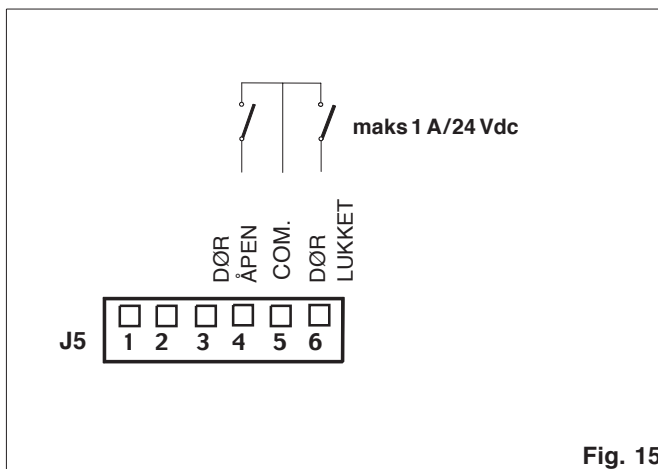 maks 1 A/24 Vdc
DØR
ÅPEN
COM.
DØR
LUKKET
J5
1 2 3 4 5 6
Fig. 15